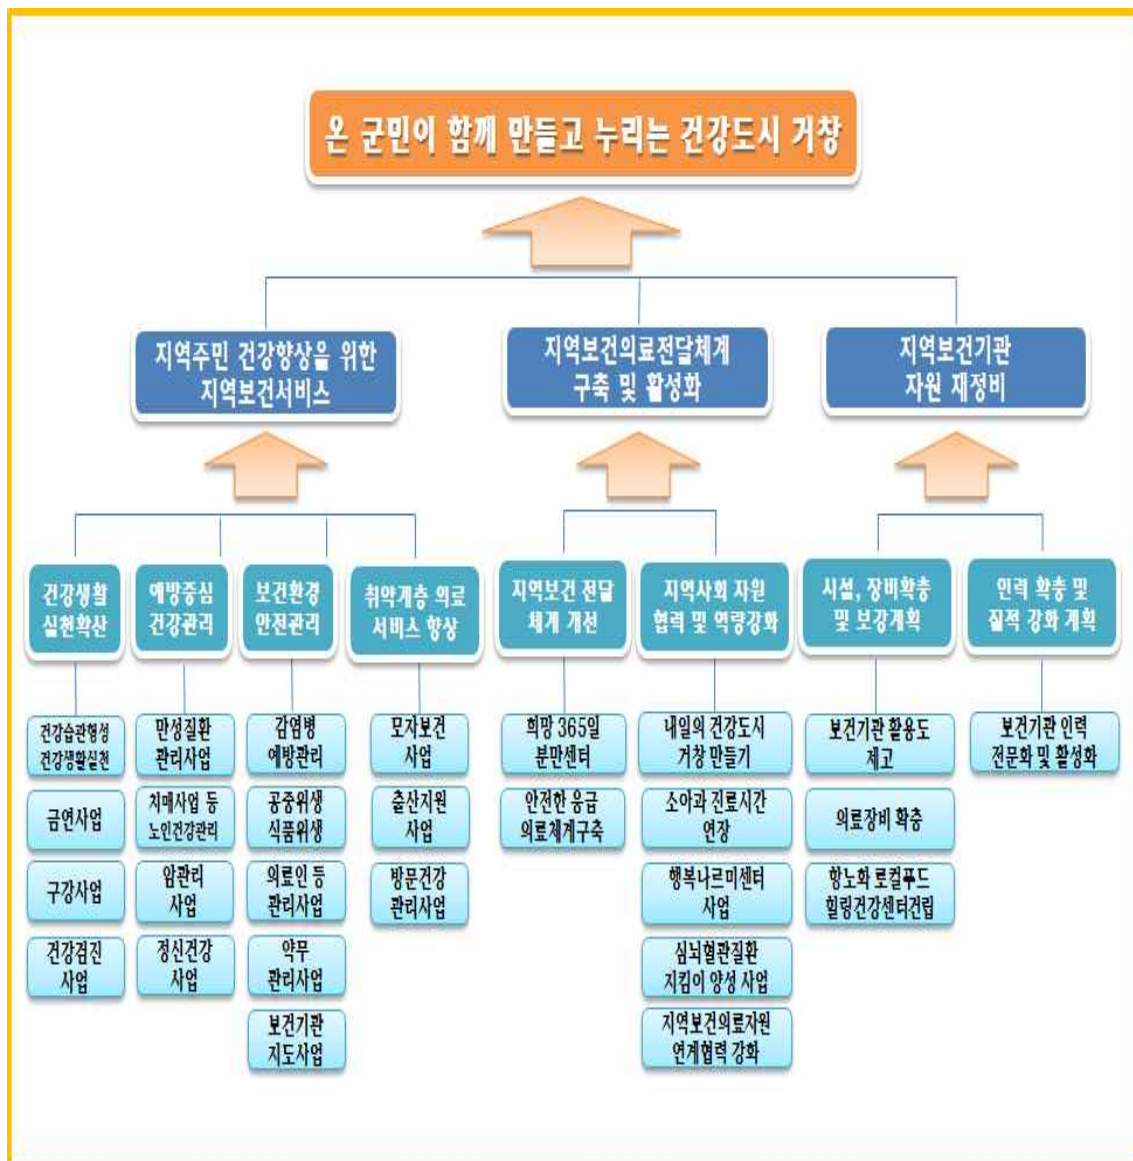 온 군민이 함께 만들고 누리는 건강도시 거창
지역주민 건강향상을 위한
지역보건서비스
지역보건의료전달체계
구축 및 활성화
지역보건기관
자원 재정비
건강생활
실천확산
예방중심
건강관리
보건환경
안전관리
취약계층 의료
서비스 향상
지역보건 전달
체계 개선
지역사회 자원
협력 및 역량강화
시설, 장비확충
및 보강계획
인력 확충 및
질적 강화 계획
건강습관형성
건강생활실천
금연사업
구강사업
건강검진
사업
만성질환
관리사업
치매사업 등
노인건강관리
암관리
사업
정신건강
사업
감염병
예방관리
공중위생
식품위생
의료인 등
관리사업
약무
관리사업
보건기관
지도사업
모자보건
사업
출산지원
사업
방문건강
관리사업
희망 365일
분만센터
안전한 응급
의료체계구축
내일의 건강도시
거창 만들기
소아과 진료시간
연장
행복나르미센터
사업
심뇌혈관질환
지킴이 양성 사업
지역보건의료자원
연계협력 강화
보건기관 활용도
제고
의료장비 확충
항노화 로컬푸드
힐링건강센터건립
보건기관 인력
전문화 및 활성화